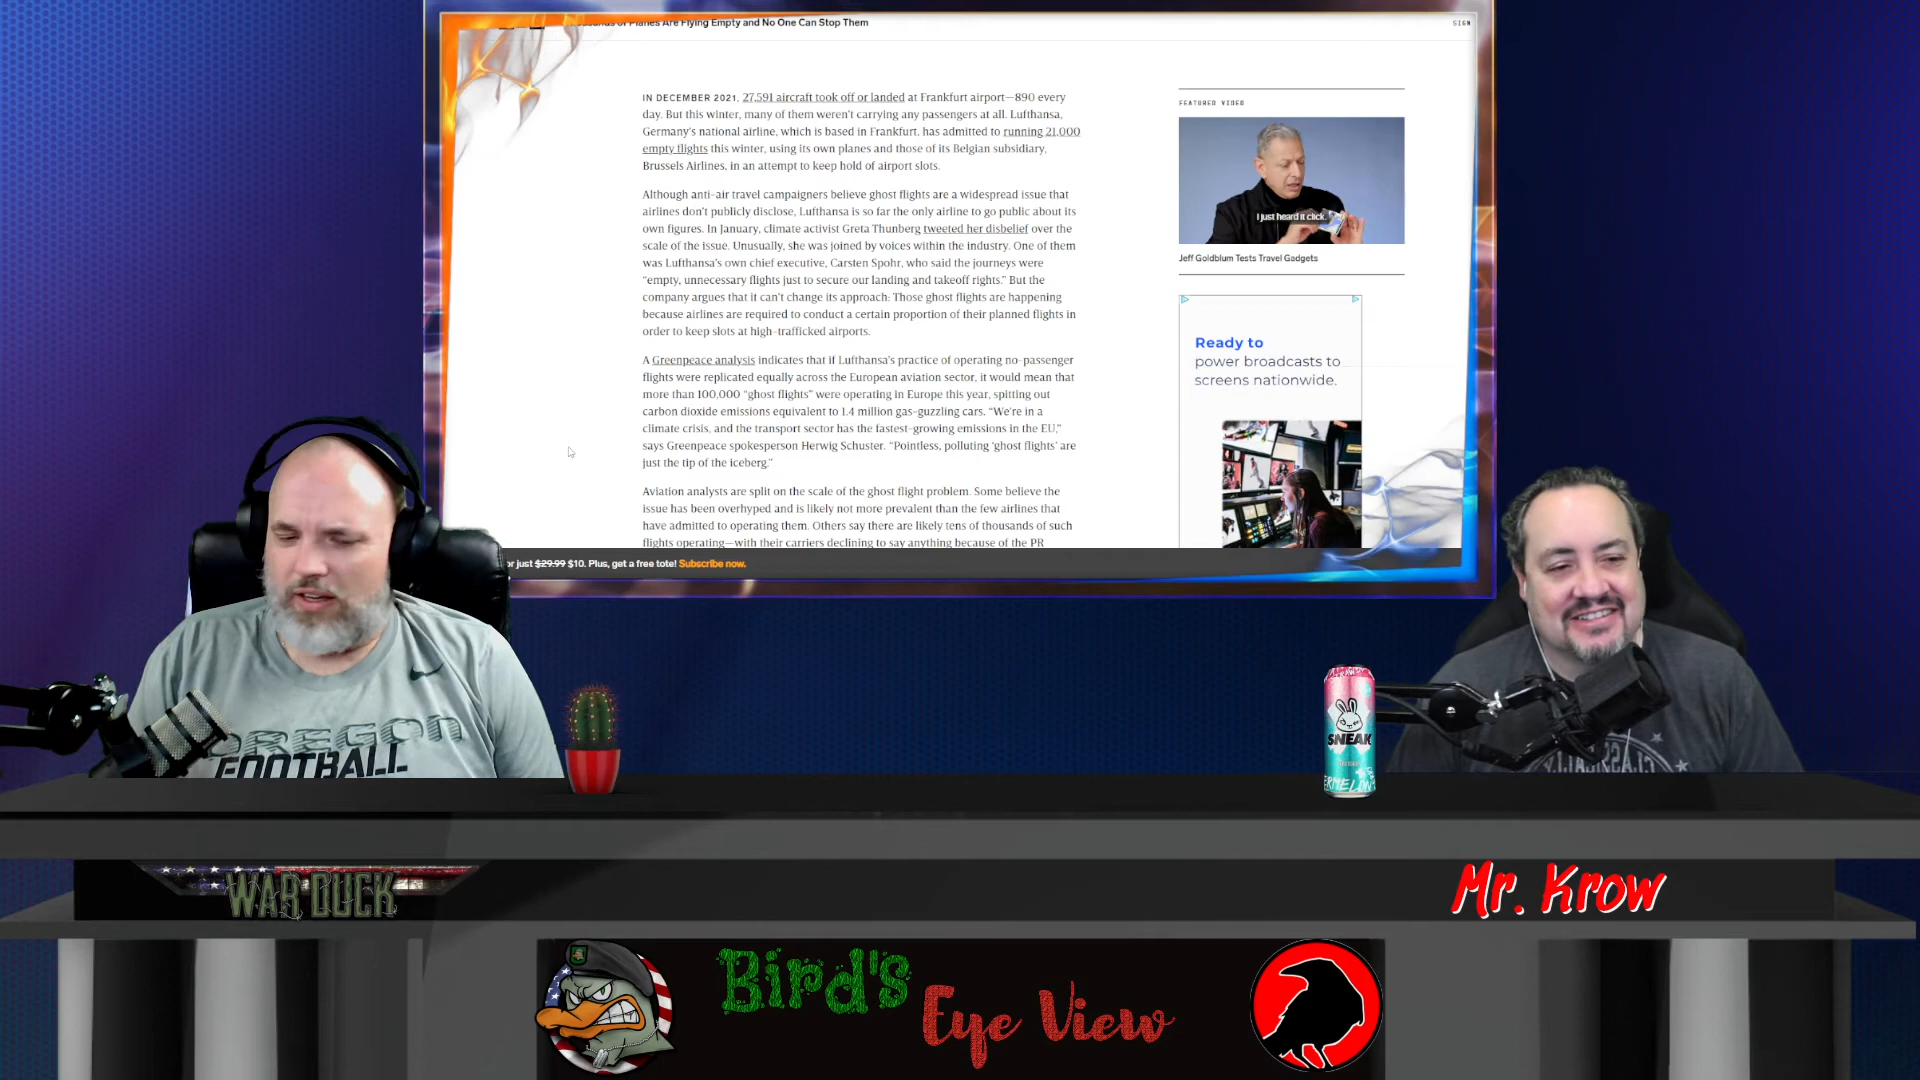 of Planes Are Flying Empty and No One Can Stop Them
SIGN
IN DECEMBER 2021, 27,591 aircraft took off or landed at Frankfurt airport—890 every
day. But this winter, many of them weren't carrying any passengers at all. Lufthansa,
Germany's national airline, which is based in Frankfurt, has admitted to running 21,000
empty flights this winter, using its own planes and those of its Belgian subsidiary,
Brussels Airlines, in an attempt to keep hold of airport slots.
Although anti-air travel campaigners believe ghost flights are a widespread issue that
airlines don't publicly disclose, Lufthansa is so far the only airline to go public about its
own figures. In January, climate activist Greta Thunberg tweeted her disbelief over the
scale of the issue. Unusually, she was joined by voices within the industry. One of them
was Lufthansa's own chief executive, Carsten Spohr, who said the journeys were
“empty, unnecessary flights just to secure our landing and takeoff rights.” But the
company argues that it can't change its approach: Those ghost flights are happening
because airlines are required to conduct a certain proportion of their planned flights in
order to keep slots at high-trafficked airports.
A Greenpeace analysis indicates that if Lufthansa's practice of operating no-passenger
flights were replicated equally across the European aviation sector, it would mean that
more than 100,000 “ghost flights” were operating in Europe this year, spitting out
carbon dioxide emissions equivalent to 1.4 million gas-guzzling cars. “We're in a
climate crisis, and the transport sector has the fastest-growing emissions in the EU,”
says Greenpeace spokesperson Herwig Schuster. “Pointless, polluting ‘ghost flights’ are
just the tip of the iceberg.”
Aviation analysts are split on the scale of the ghost flight problem. Some believe the
issue has been overhyped and is likely not more prevalent than the few airlines that
have admitted to operating them. Others say there are likely tens of thousands of such
flights operating—with their carriers declining to say anything because of the PR
FEATURED VIDEO
I just heard it click.
Jeff Goldblum Tests Travel Gadgets
Ready to
power broadcasts to
screens nationwide.
or just $29.99 $10. Plus, get a free tote! Subscribe now.
OREGON
FOOTBALL
SNEAK
WAR DUCK
Mr. Krow
Bird's
Eye View